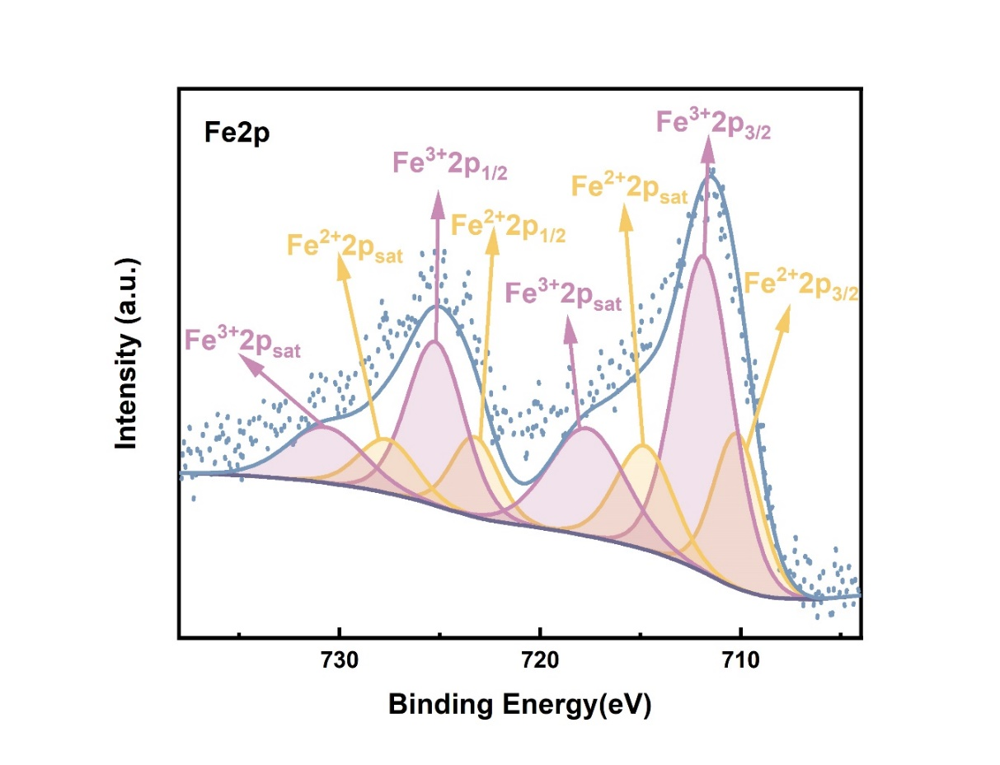 Fe2p
Fe³⁺2p3/2
Fe³⁺2p1/2
Fe²⁺2psat
Fe²⁺2p1/2
Fe²⁺2psat
Fe²⁺2p3/2
Fe³⁺2psat
Fe³⁺2psat
Intensity (a.u.)
730 720 710
Binding Energy(eV)